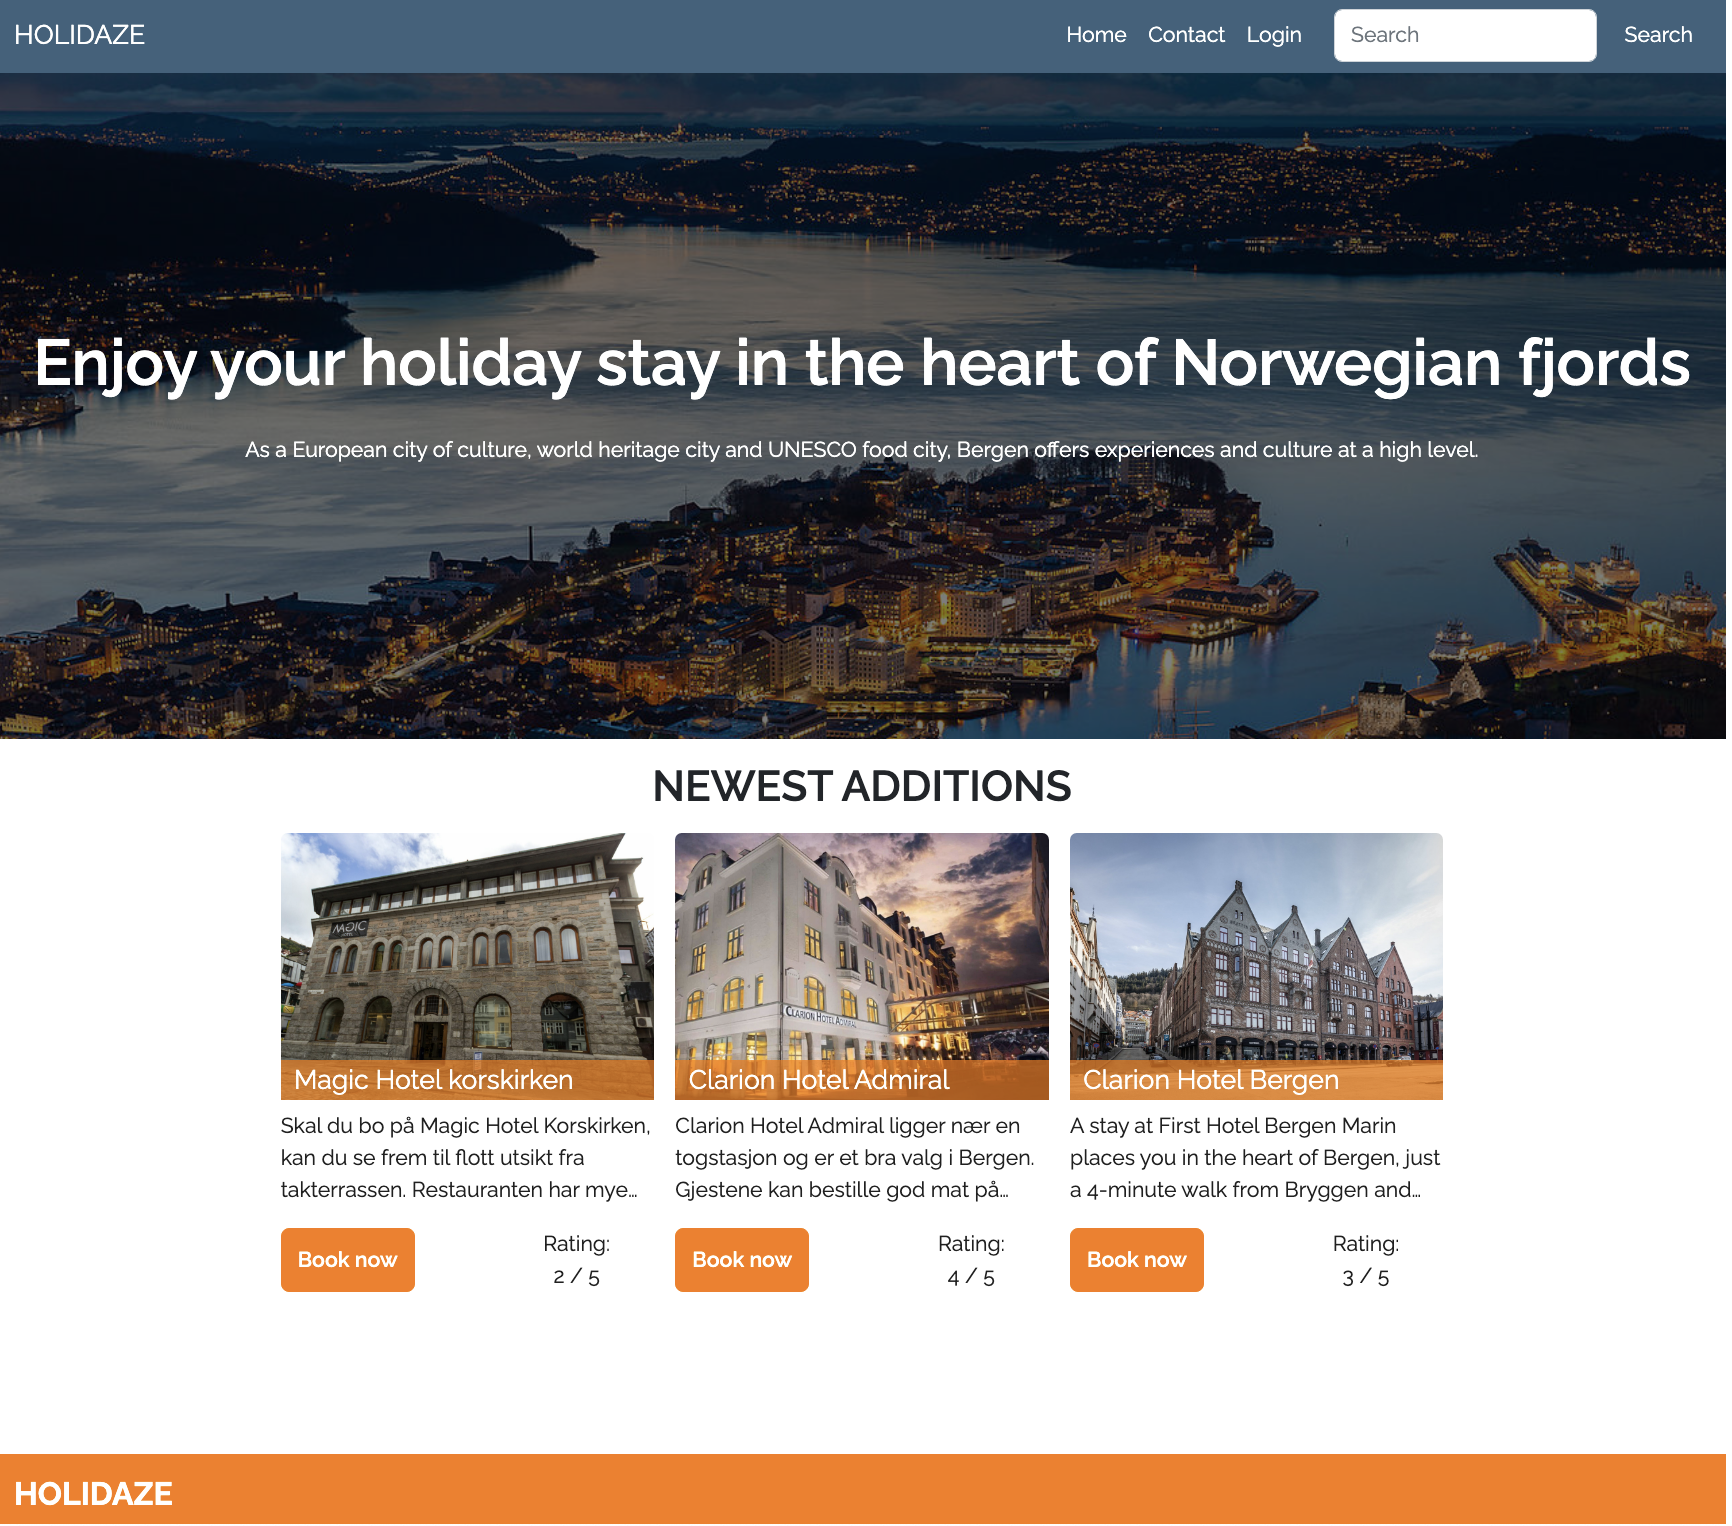 HOLIDAZE
Home Contact Login Search Search
Enjoy your holiday stay in the heart of Norwegian fjords
As a European city of culture, world heritage city and UNESCO food city, Bergen offers experiences and culture at a high level.
NEWEST ADDITIONS
MAGIC
HOTEL
Magic Hotel korskirken
Skal du bo på Magic Hotel Korskirken,
kan du se frem til flott utsikt fra
takterrassen. Restauranten har mye…
Book now
Rating:
2 / 5
CLARION HOTEL ADMIRAL
Clarion Hotel Admiral
Clarion Hotel Admiral ligger nær en
togstasjon og er et bra valg i Bergen.
Gjestene kan bestille god mat på…
Book now
Rating:
4 / 5
Clarion Hotel Bergen
A stay at First Hotel Bergen Marin
places you in the heart of Bergen, just
a 4-minute walk from Bryggen and…
Book now
Rating:
3 / 5
HOLIDAZE